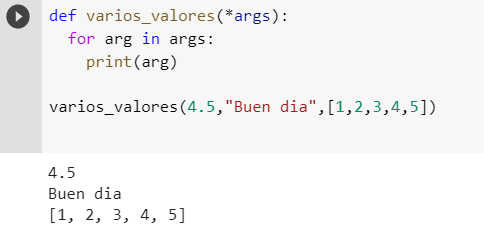 def varios_valores(*args):
  for arg in args:
    print(arg)
varios_valores(4.5,"Buen dia",[1,2,3,4,5])
4.5
Buen dia
[1, 2, 3, 4, 5]